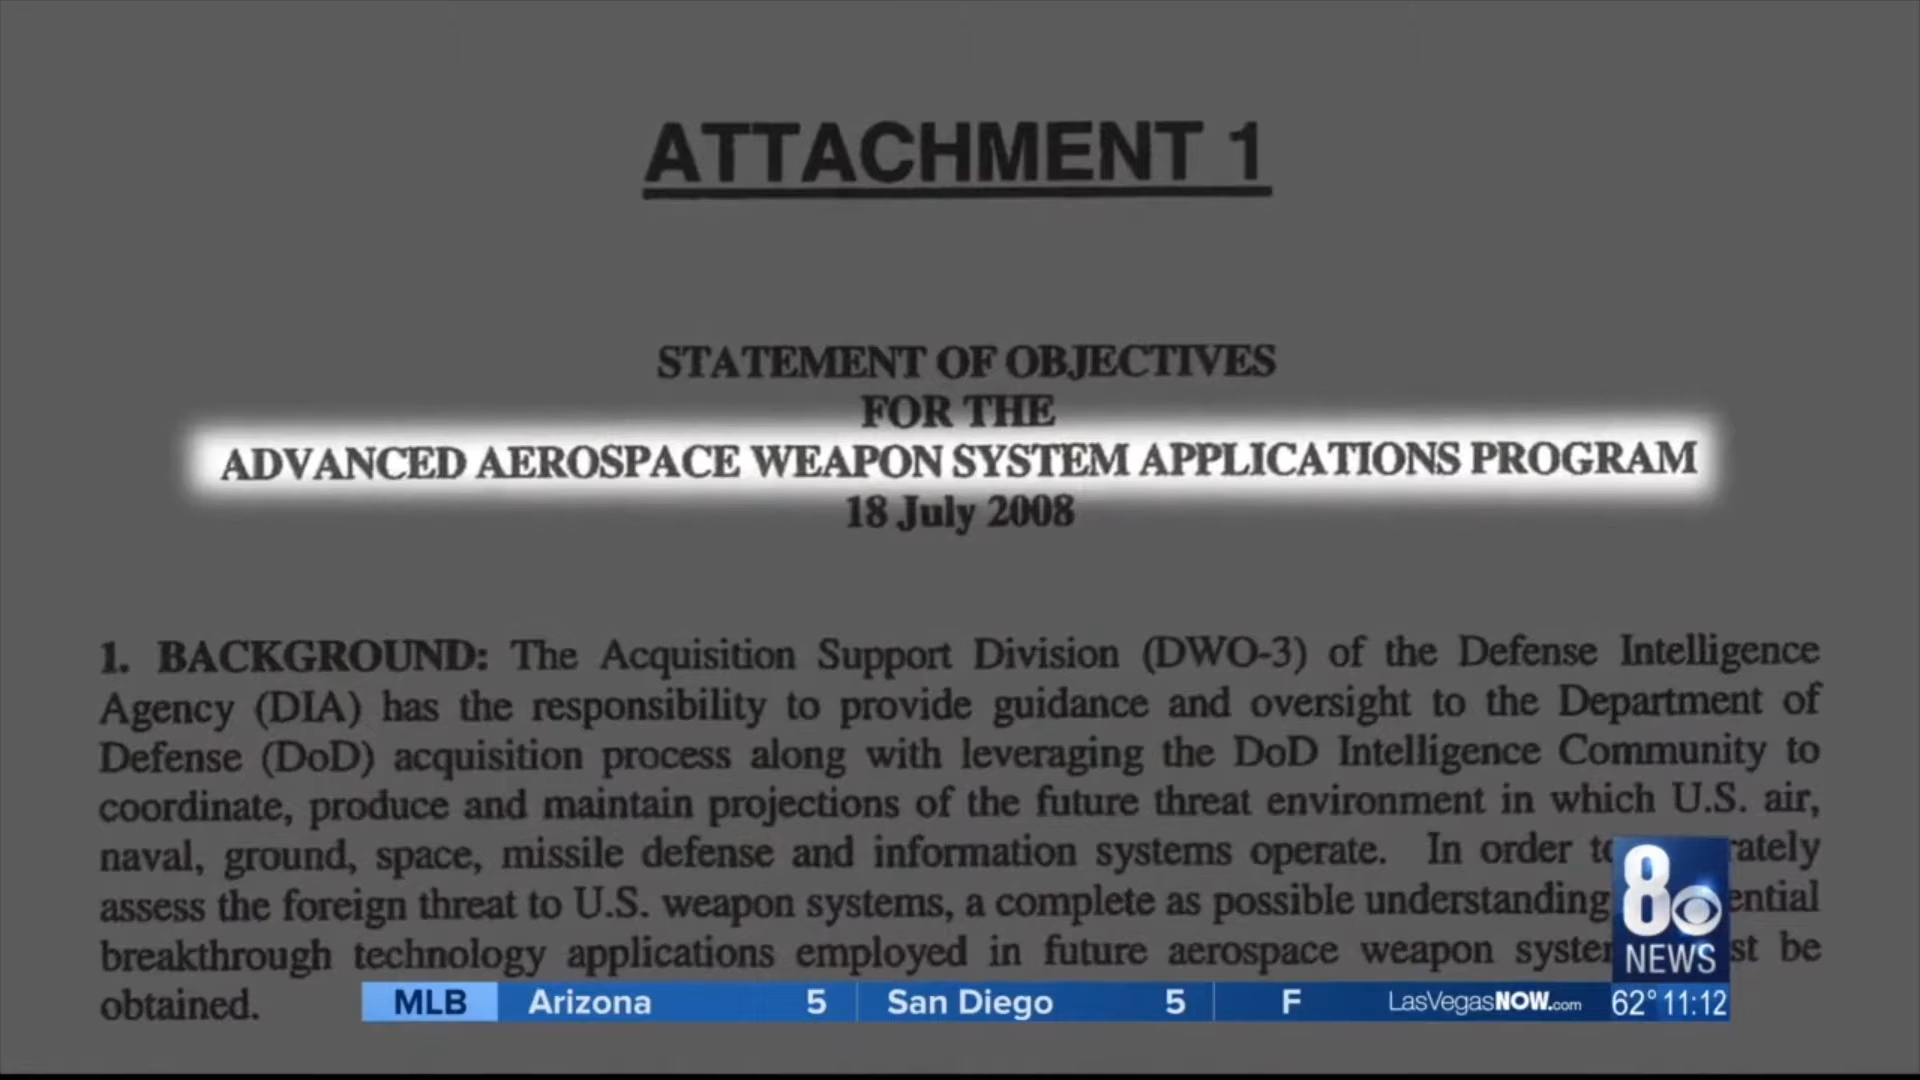 ATTACHMENT 1
STATEMENT OF OBJECTIVES
FOR THE
ADVANCED AEROSPACE WEAPON SYSTEM APPLICATIONS PROGRAM
18 July 2008
1. BACKGROUND: The Acquisition Support Division (DWO-3) of the Defense Intelligence
Agency (DIA) has the responsibility to provide guidance and oversight to the Department of
Defense (DoD) acquisition process along with leveraging the DoD Intelligence Community to
coordinate, produce and maintain projections of the future threat environment in which U.S. air,
naval, ground, space, missile defense and information systems operate. In order
assess the foreign threat to U.S. weapon systems, a complete as possible understanding
breakthrough technology applications employed in future aerospace weapon be
obtained.
8
NEWS
MLB Arizona 5 San Diego 5 F LasVegasNOW.com 62° 11:12